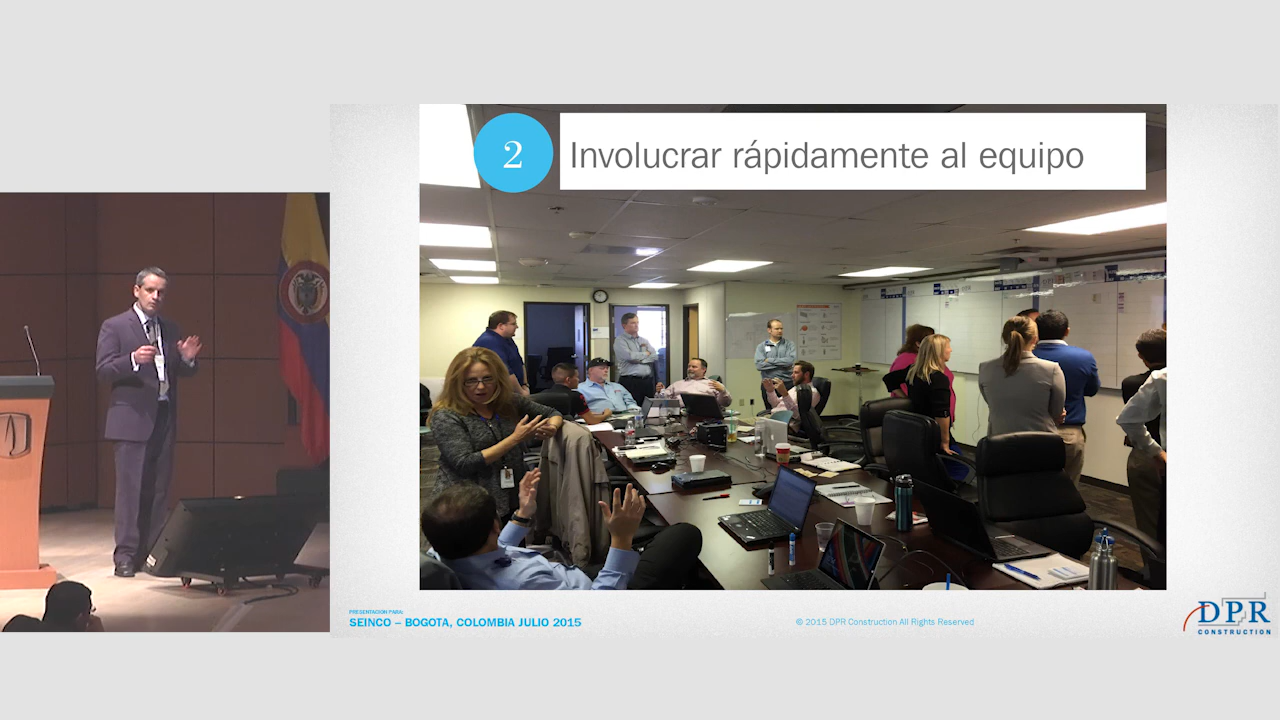 2
Involucrar rápidamente al equipo
PRESENTACIÓN PARA:
SEINCO – BOGOTA, COLOMBIA JULIO 2015
© 2015 DPR Construction All Rights Reserved
DPR
CONSTRUCTION